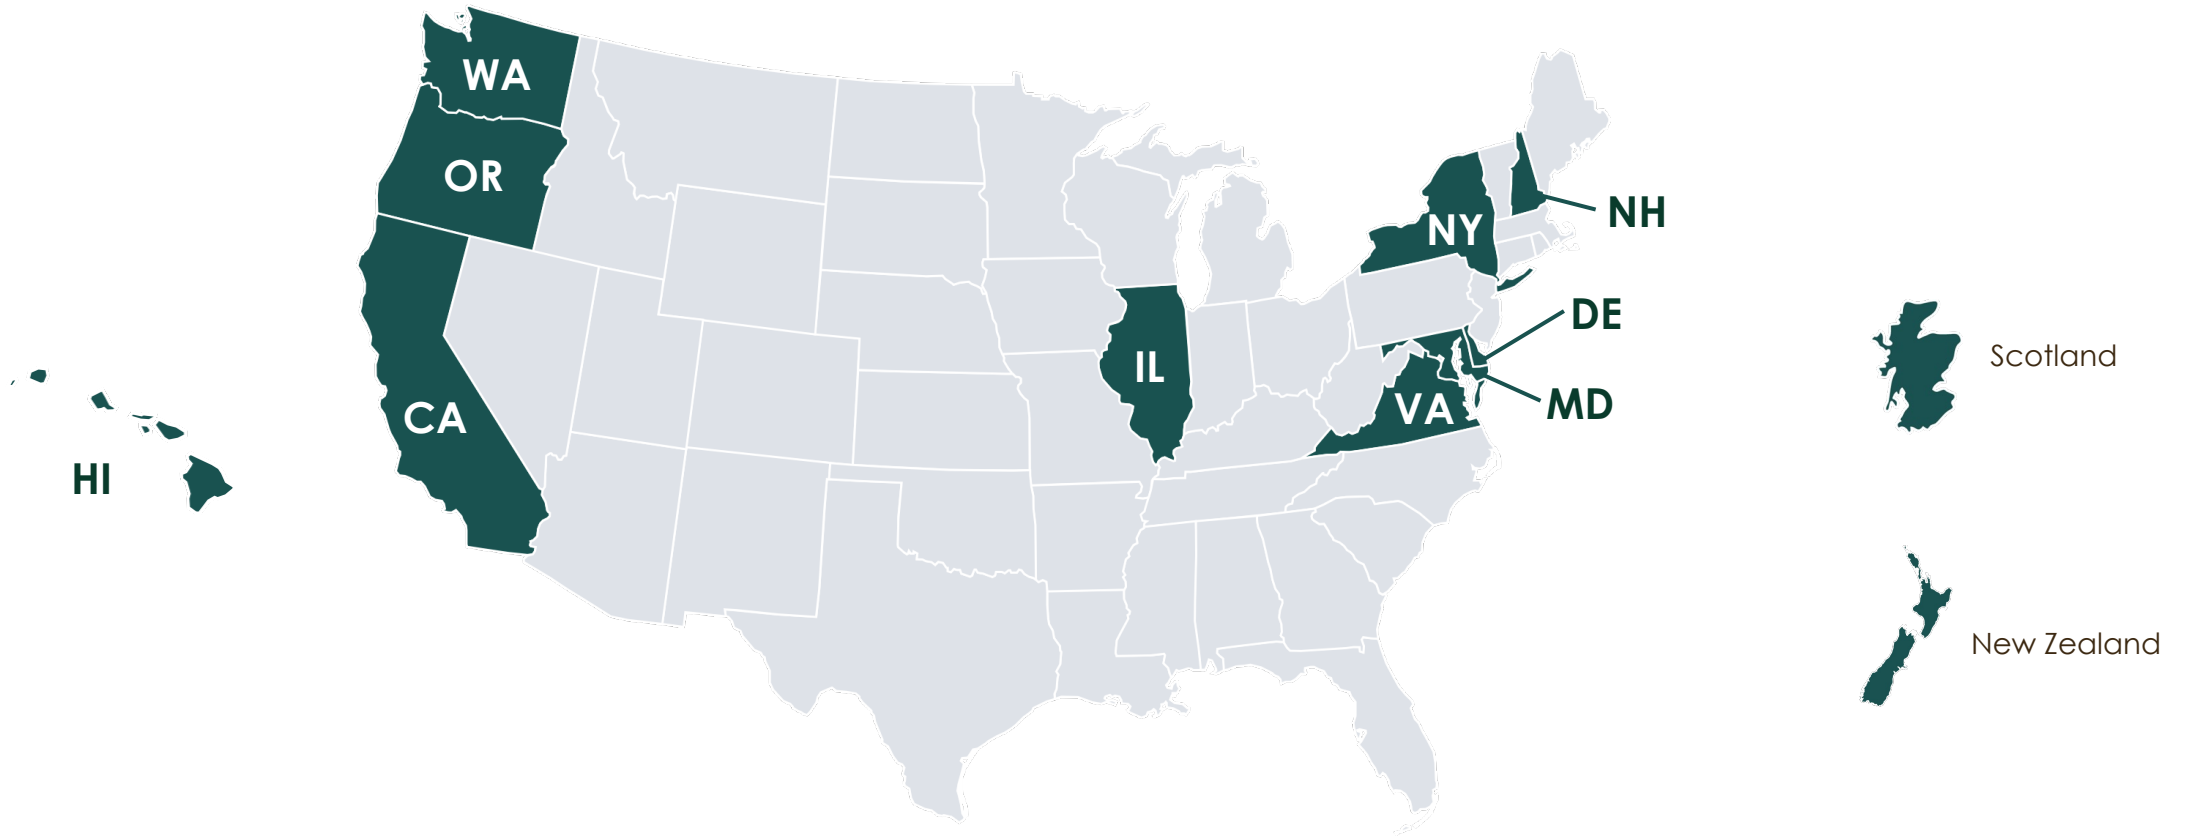 WA
OR
NY
NH
DE
IL
MD
VA
CA
HI
Scotland
New Zealand